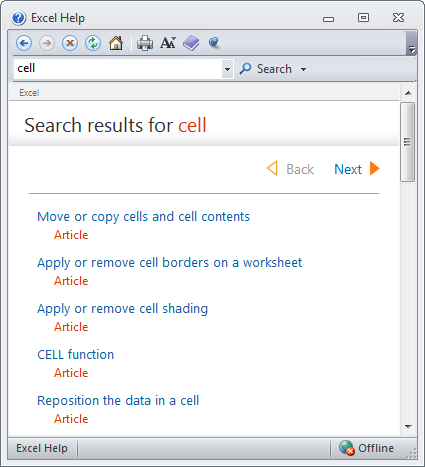 Excel Help
cell
Search
Excel
Search results for cell
Back Next
Move or copy cells and cell contents
Article
Apply or remove cell borders on a worksheet
Article
Apply or remove cell shading
Article
CELL function
Article
Reposition the data in a cell
Article
Excel Help
Offline